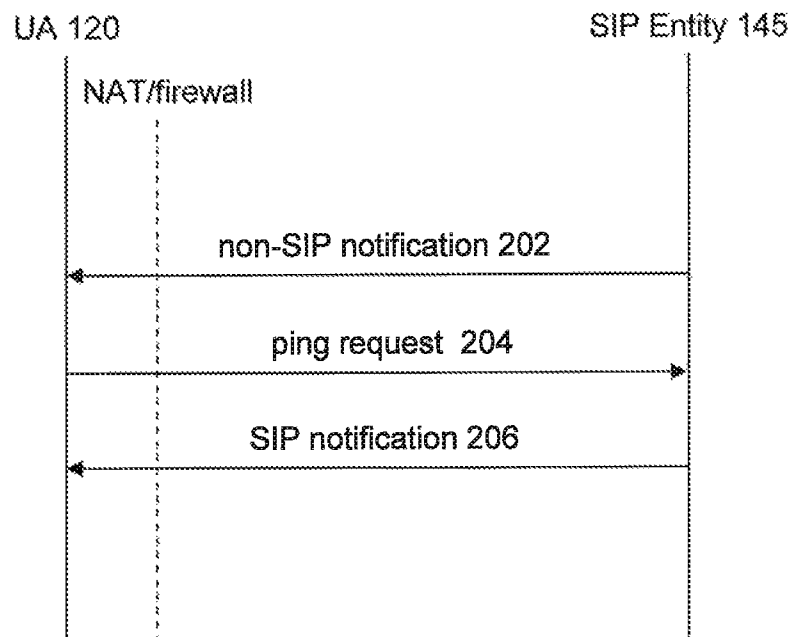 UA 120
SIP Entity 145
NAT/firewall
non-SIP notification 202
ping request 204
SIP notification 206